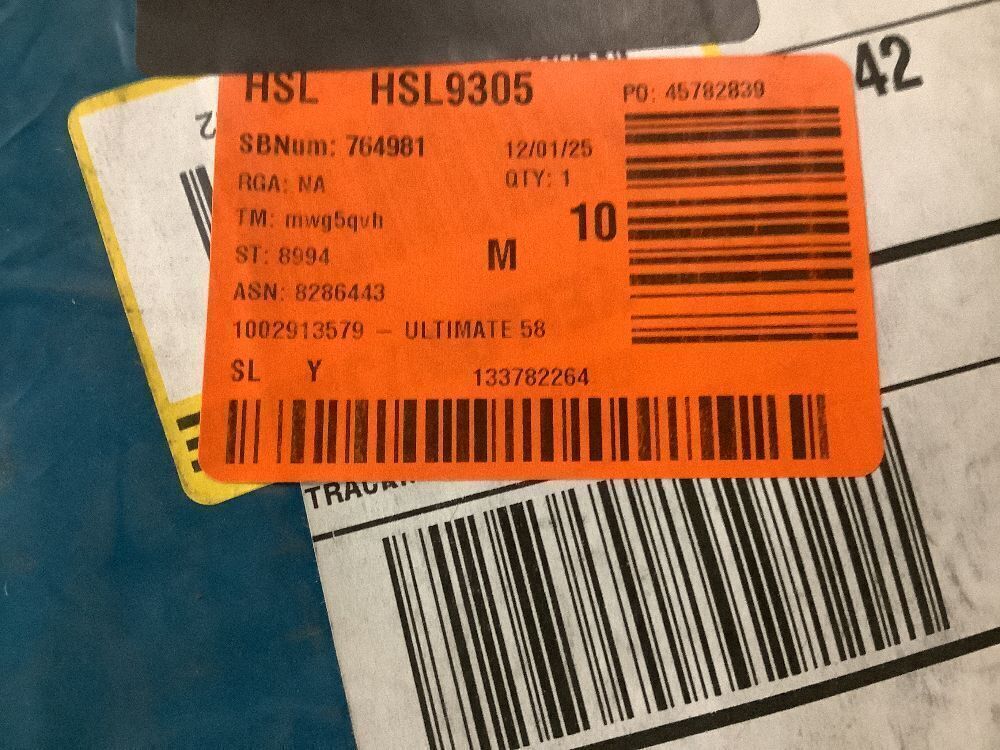 42
HSL HSL9305
PO: 45782839
SBNum: 764981
12/01/25
RGA: NA
QTY: 1
TM: mwg5qvh
10
ST: 8994
M
ASN: 8286443
1002913579 – ULTIMATE 58
SL Y
133782264
2